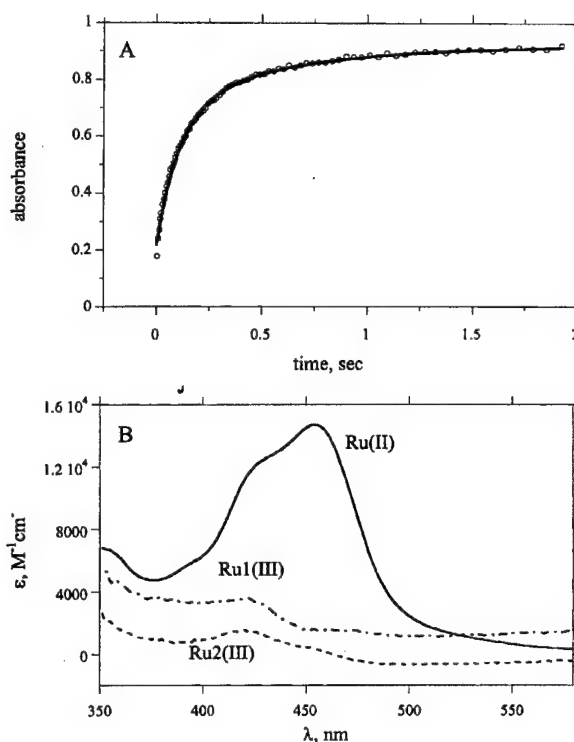 A
absorbance
1
0.8
0.6
0.4
0.2
0
0 0.5 1 1.5 2
time, sec
B
ε, M⁻¹cm⁻
1.6 10⁴
1.2 10⁴
8000
4000
0
Ru(II)
Ru1(III)
Ru2(III)
350 400 450 500 550
λ, nm